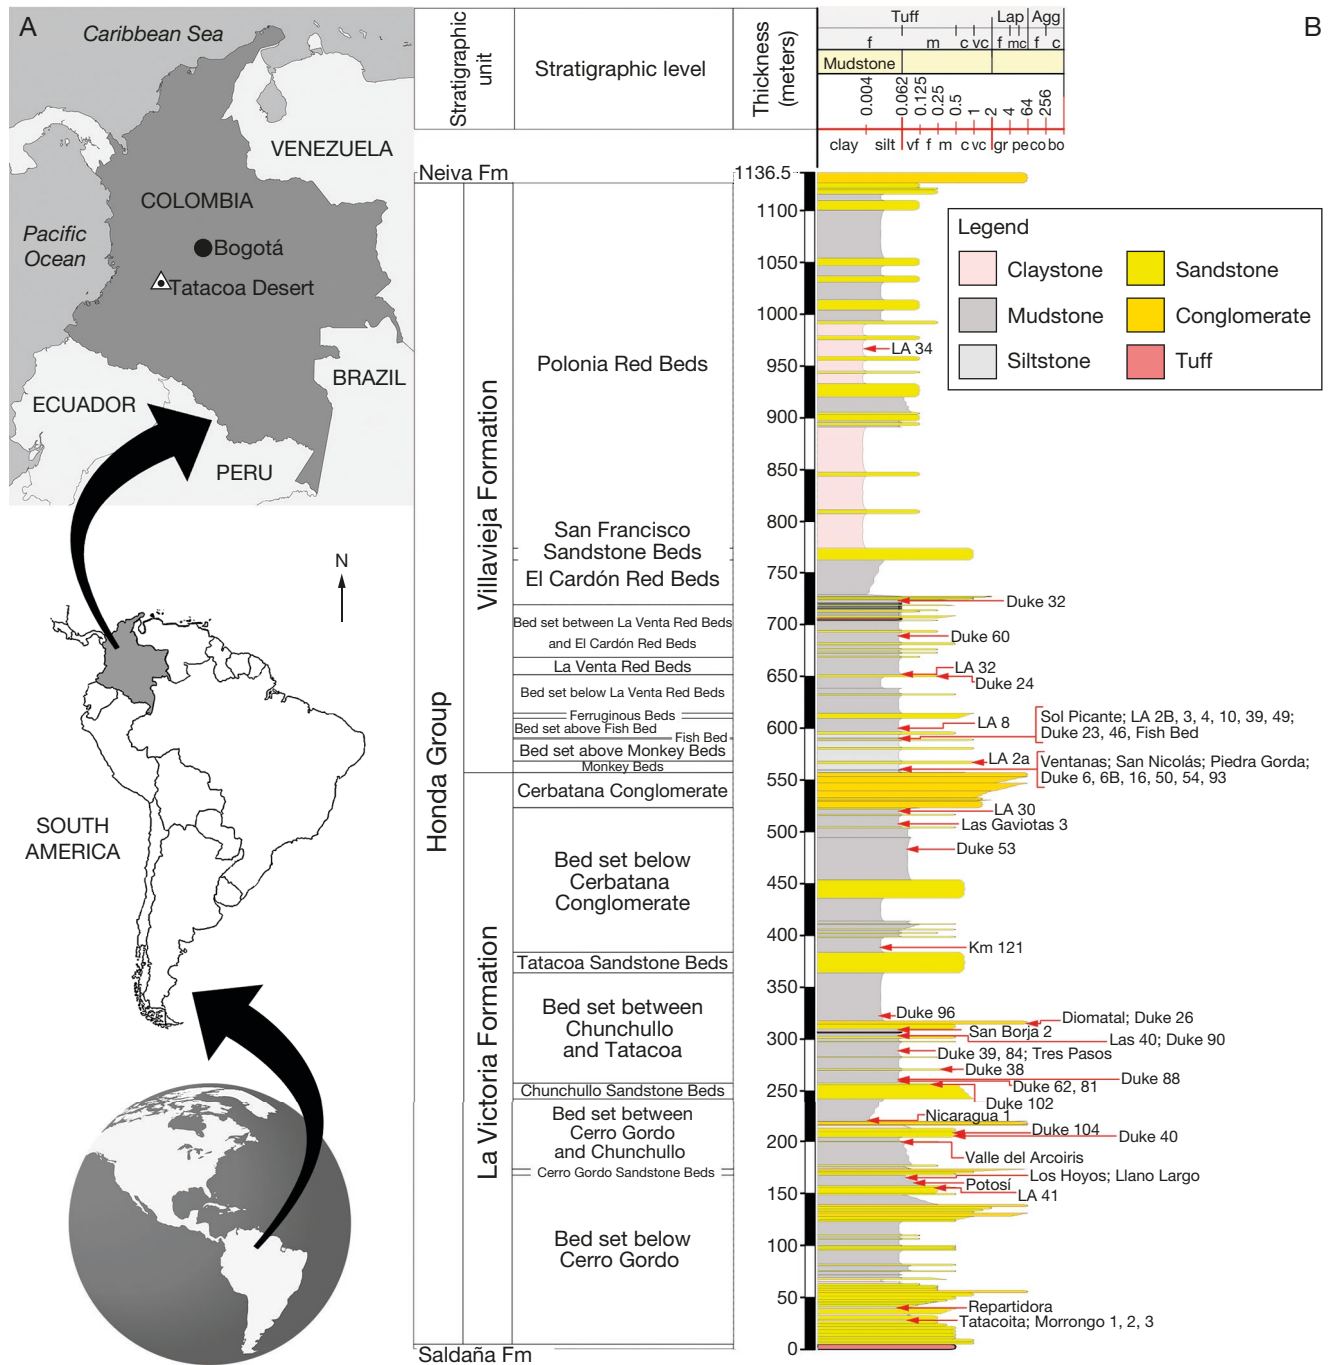 A
Caribbean Sea
VENEZUELA
COLOMBIA
Pacific
Ocean
Bogotá
Tatacoa Desert
BRAZIL
ECUADOR
PERU
N
SOUTH
AMERICA
B
Stratigraphic
unit
Stratigraphic level
Thickness
(meters)
Tuff
Lap
Agg
f
m
c
vc
f
m
c
f
c
Mudstone
0.004
0.062
0.125
0.25
0.5
1
2
4
64
256
clay
silt
vf
f
m
c
vc
gr
pe
co
bo
Neiva Fm
Honda Group
Villavieja Formation
La Victoria Formation
Polonia Red Beds
San Francisco
Sandstone Beds
El Cardón Red Beds
Bed set between La Venta Red Beds
and El Cardón Red Beds
La Venta Red Beds
Bed set below La Venta Red Beds
Ferruginous Beds
Bed set above Fish Bed
Fish Bed
Bed set above Monkey Beds
Monkey Beds
Cerbatana Conglomerate
Bed set below
Cerbatana
Conglomerate
Tatacoa Sandstone Beds
Bed set between
Chunchullo
and Tatacoa
Chunchullo Sandstone Beds
Bed set between
Cerro Gordo
and Chunchullo
Cerro Gordo Sandstone Beds
Bed set below
Cerro Gordo
Saldaña Fm
1136.5
1100
1050
1000
950
900
850
800
750
700
650
600
550
500
450
400
350
300
250
200
150
100
50
0
Legend
Claystone
Sandstone
Mudstone
Conglomerate
Siltstone
Tuff
LA 34
Duke 32
Duke 60
LA 32
Duke 24
LA 8
Sol Picante; LA 2B, 3, 4, 10, 39, 49;
Duke 23, 46, Fish Bed
LA 2a
Ventanas; San Nicolás; Piedra Gorda;
Duke 6, 6B, 16, 50, 54, 93
LA 30
Las Gaviotas 3
Duke 53
Km 121
Duke 96
Diomatal; Duke 26
San Borja 2
Las 40; Duke 90
Duke 39, 84; Tres Pasos
Duke 38
Duke 88
Duke 62, 81
Duke 102
Nicaragua 1
Duke 104
Duke 40
Valle del Arcoiris
Los Hoyos; Llano Largo
Potosí
LA 41
Repartidora
Tatacoita; Morrongo 1, 2, 3